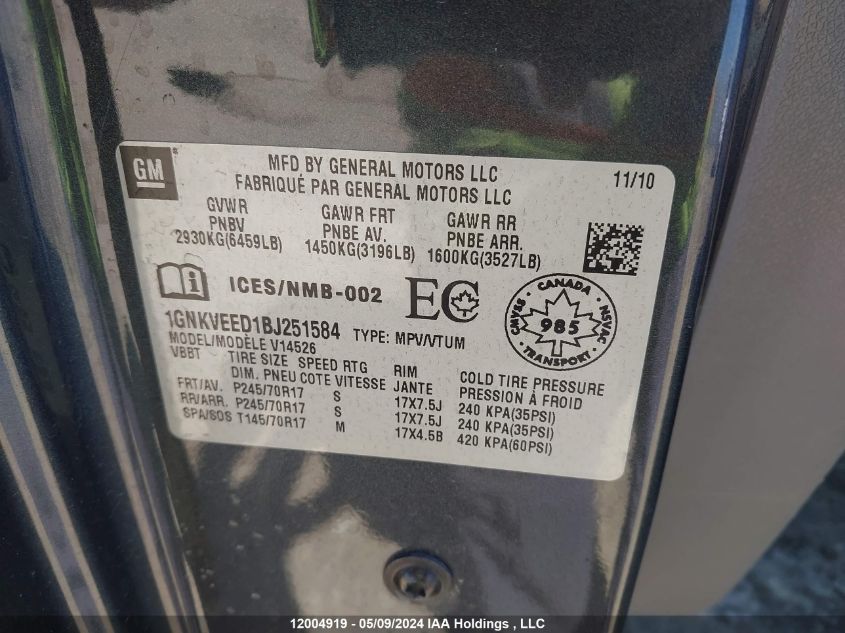 GM
MFD BY GENERAL MOTORS LLC
FABRIQUÉ PAR GENERAL MOTORS LLC
11/10
GVWR GAWR FRT GAWR RR
PNBV PNBE AV. PNBE ARR.
2930KG(6459LB) 1450KG(3196LB) 1600KG(3527LB)
ICES/NMB-002 EC
CANADA
CMVSS 985 NSVAC
TRANSPORT
1GNKVEED1BJ251584 TYPE: MPV/VTUM
MODEL/MODÈLE V14526
VBBT TIRE SIZE SPEED RTG RIM COLD TIRE PRESSURE
DIM. PNEU COTE VITESSE JANTE PRESSION À FROID
FRT/AV. P245/70R17 S 17X7.5J 240 KPA(35PSI)
RR/ARR. P245/70R17 S 17X7.5J 240 KPA(35PSI)
SPA/SOS T145/70R17 M 17X4.5B 420 KPA(60PSI)
12004919 - 05/09/2024 IAA Holdings , LLC